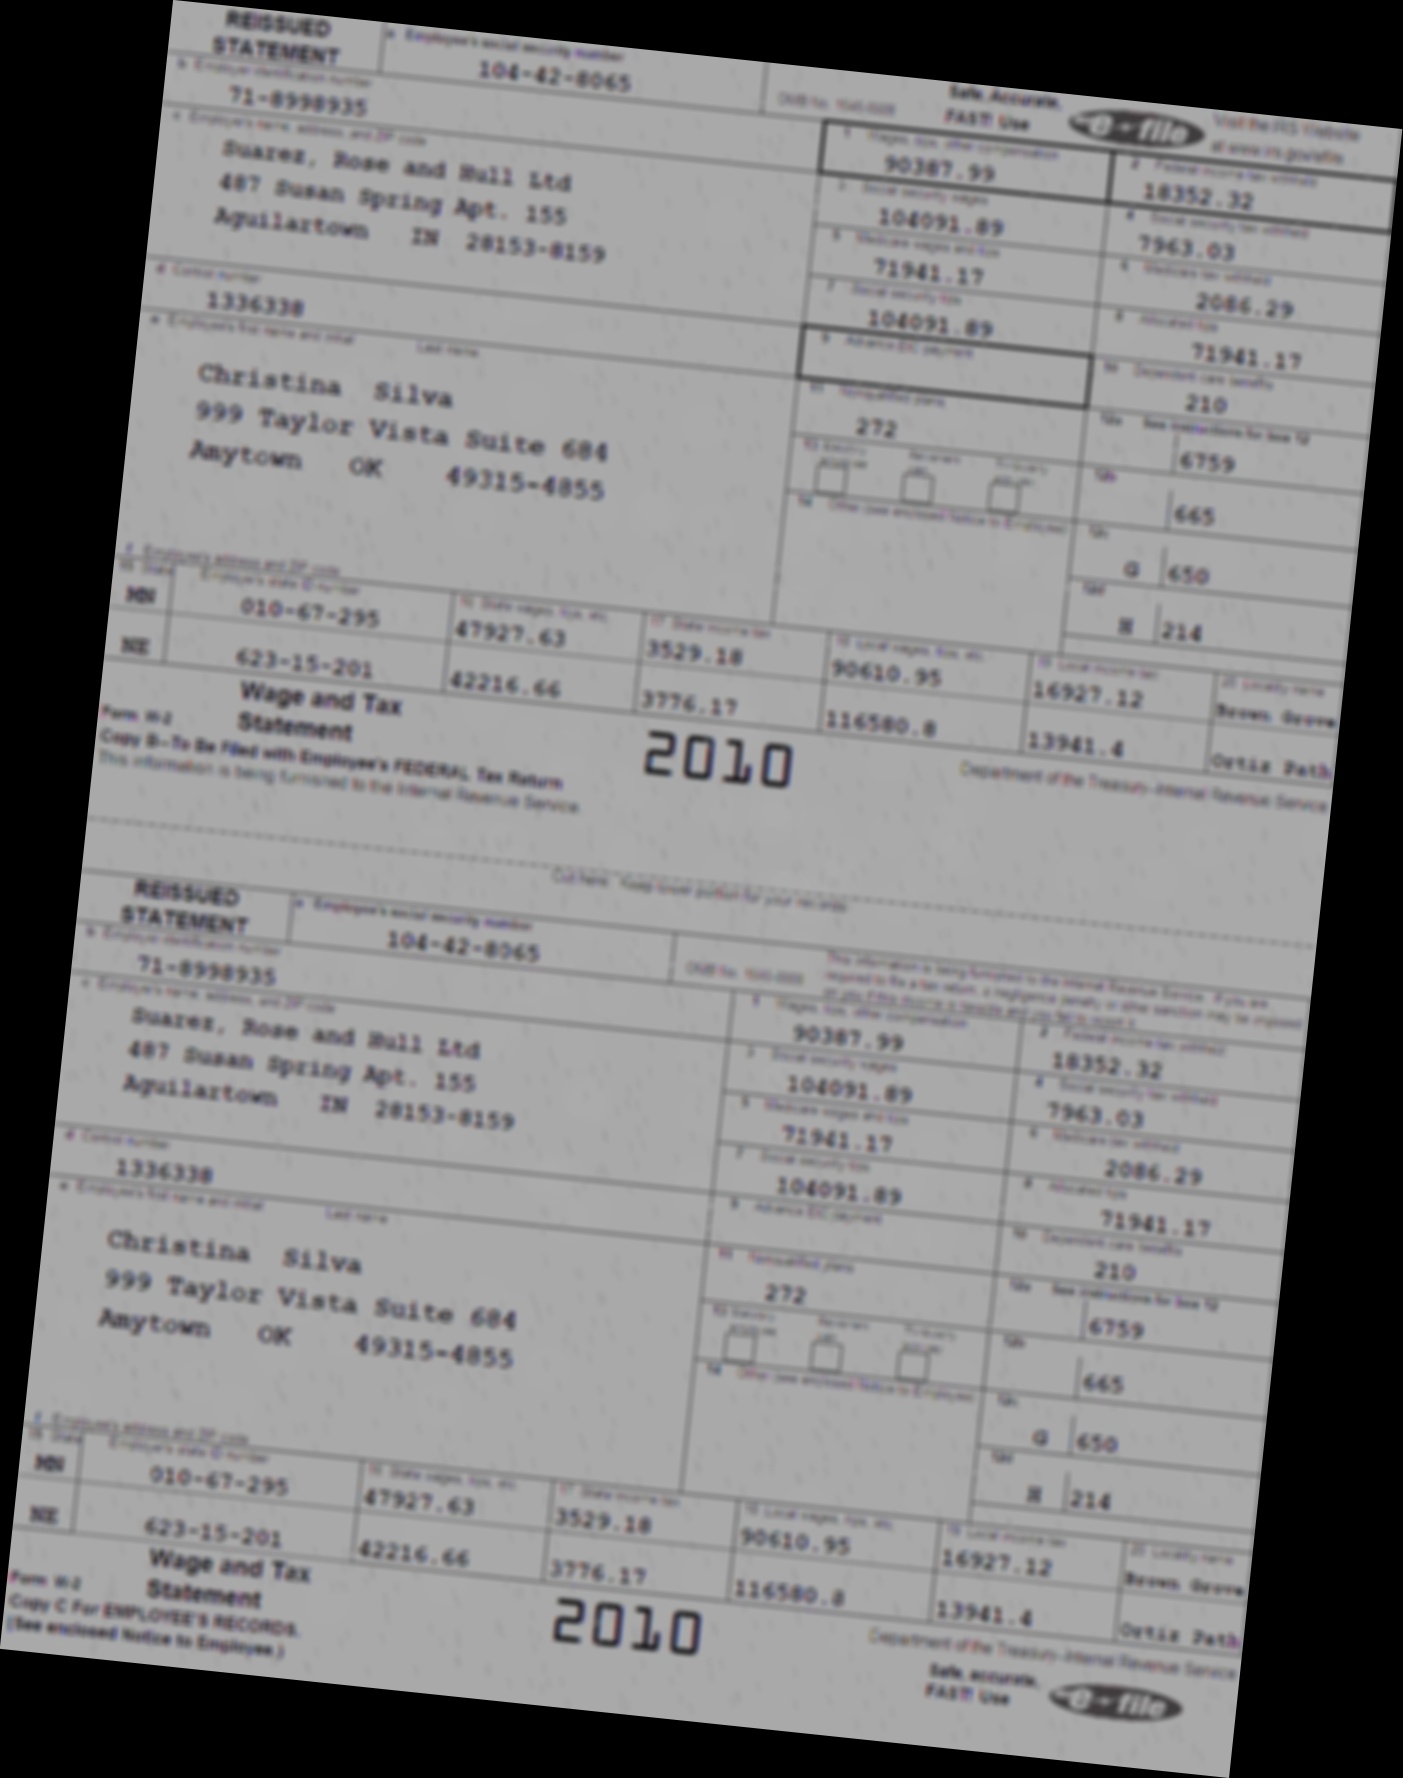 REISSUED
STATEMENT
a Employee's social security number
104-42-8065
OMB No. 1545-0008
Safe, Accurate,
FAST! Use
e-file
Visit the IRS Website
at www.irs.gov/efile.
b Employer identification number
71-8998935
c Employer's name, address, and ZIP code
Suarez, Rose and Hull Ltd
487 Susan Spring Apt. 155
Aguilartown IN 28153-8159
1 Wages, tips, other compensation
90387.99
2 Federal income tax withheld
18352.32
3 Social security wages
104091.89
4 Social security tax withheld
7963.03
5 Medicare wages and tips
71941.17
6 Medicare tax withheld
2086.29
d Control number
1336338
7 Social security tips
104091.89
8 Allocated tips
71941.17
e Employee's first name and initial Last name
Christina Silva
999 Taylor Vista Suite 684
Amytown OK 49315-4855
9 Advance EIC payment
10 Dependent care benefits
210
11 Nonqualified plans
272
12a See instructions for box 12
6759
13 Statutory
12b
665
14 Other (see enclosed Notice to Employee)
12c
G 650
12d
H 214
f Employee's address and ZIP code
15 State Employer's state ID number
16 State wages, tips, etc.
17 State income tax
18 Local wages, tips, etc.
19 Local income tax
20 Locality name
MN 010-67-295 47927.63 3529.18 90610.95 16927.12 Brown Grove
NE 623-15-201 42216.66 3776.17 116580.8 13941.4 Ortiz Path
Wage and Tax
Statement
Form W-2
2010
Department of the Treasury-Internal Revenue Service
Copy B-To Be Filed with Employee's FEDERAL Tax Return
This information is being furnished to the Internal Revenue Service.
Cut here. Keep lower portion for your records.
REISSUED
STATEMENT
a Employee's social security number
104-42-8065
OMB No. 1545-0008
This information is being furnished to the Internal Revenue Service. If you are
required to file a tax return, a negligence penalty or other sanction may be imposed
on you if this income is taxable and you fail to report it.
b Employer identification number
71-8998935
c Employer's name, address, and ZIP code
Suarez, Rose and Hull Ltd
487 Susan Spring Apt. 155
Aguilartown IN 28153-8159
1 Wages, tips, other compensation
90387.99
2 Federal income tax withheld
18352.32
3 Social security wages
104091.89
4 Social security tax withheld
7963.03
5 Medicare wages and tips
71941.17
6 Medicare tax withheld
2086.29
d Control number
1336338
7 Social security tips
104091.89
8 Allocated tips
71941.17
e Employee's first name and initial Last name
Christina Silva
999 Taylor Vista Suite 684
Amytown OK 49315-4855
9 Advance EIC payment
10 Dependent care benefits
210
11 Nonqualified plans
272
12a See instructions for box 12
6759
13 Statutory
12b
665
14 Other (see enclosed Notice to Employee)
12c
G 650
12d
H 214
f Employee's address and ZIP code
15 State Employer's state ID number
16 State wages, tips, etc.
17 State income tax
18 Local wages, tips, etc.
19 Local income tax
20 Locality name
MN 010-67-295 47927.63 3529.18 90610.95 16927.12 Brown Grove
NE 623-15-201 42216.66 3776.17 116580.8 13941.4 Ortiz Path
Wage and Tax
Statement
Form W-2
2010
Department of the Treasury-Internal Revenue Service
Copy C For EMPLOYEE'S RECORDS.
(See enclosed Notice to Employee.)
Safe, accurate,
FAST! Use
e-file